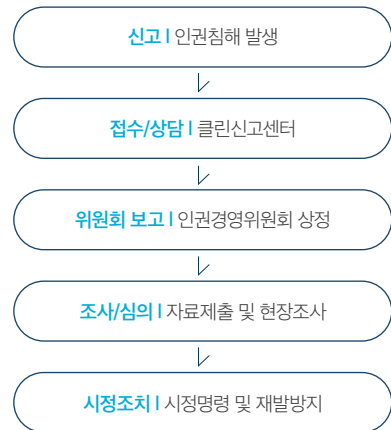 신고 | 인권침해 발생
접수/상담 | 클린신고센터
위원회 보고 | 인권경영위원회 상정
조사/심의 | 자료제출 및 현장조사
시정조치 | 시정명령 및 재발방지